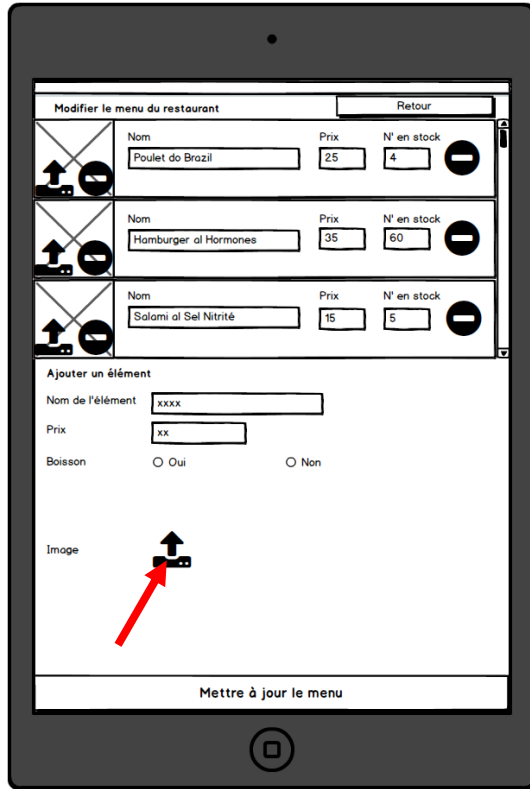 Modifier le menu du restaurant Retour
Nom Prix N' en stock
Poulet do Brazil 25 4
Nom Prix N' en stock
Hamburger al Hormones 35 60
Nom Prix N' en stock
Salami al Sel Nitrité 15 5
Ajouter un élément
Nom de l'élément xxxx
Prix xx
Boisson Oui Non
Image
Mettre à jour le menu